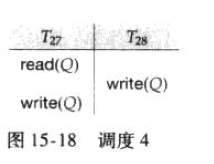 T27 T28
read(Q)
write(Q)
write(Q)
图 15-18 调度 4